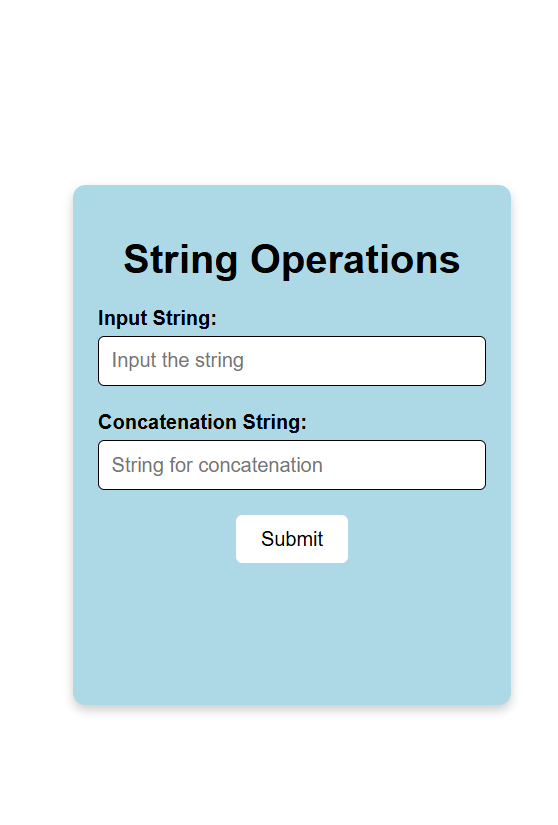 String Operations
Input String:
Input the string
Concatenation String:
String for concatenation
Submit